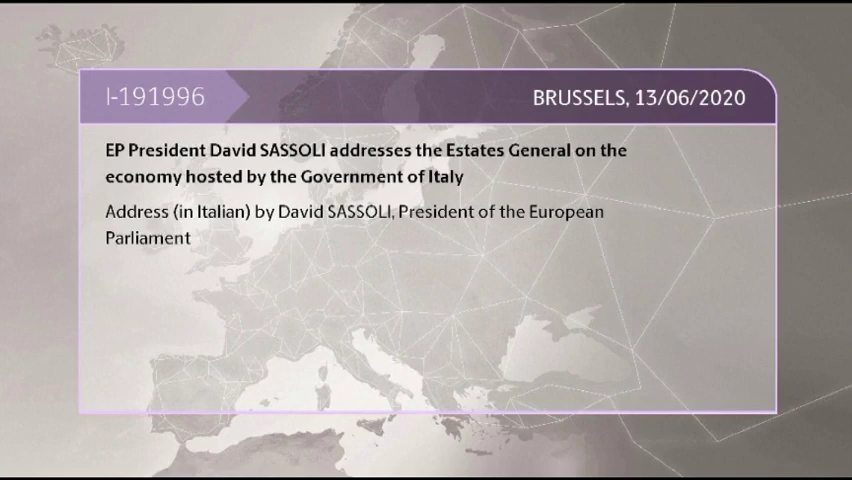 I-191996
BRUSSELS, 13/06/2020
EP President David SASSOLI addresses the Estates General on the
economy hosted by the Government of Italy
Address (in Italian) by David SASSOLI, President of the European
Parliament